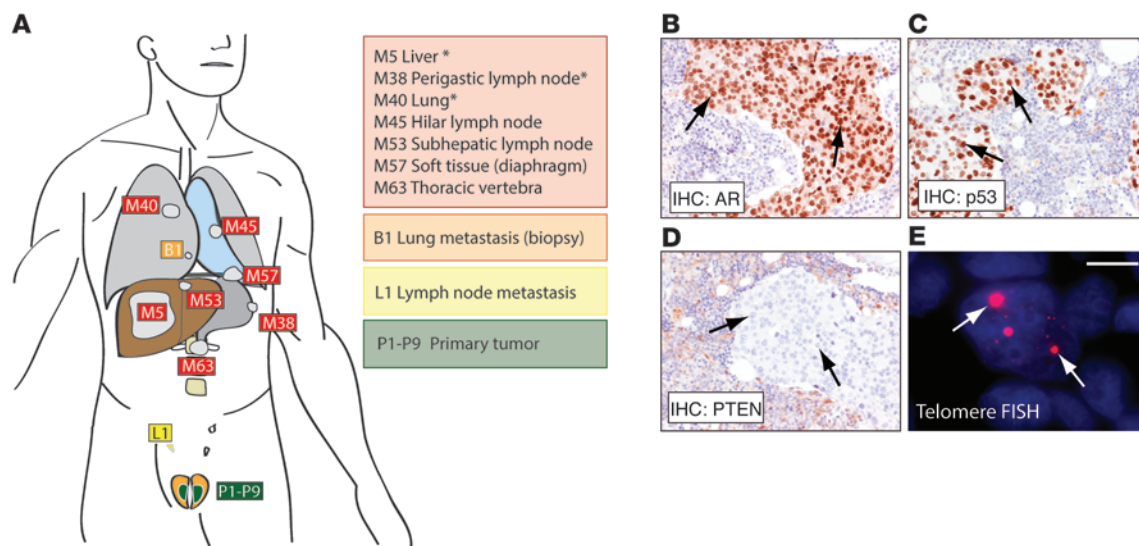 A
M40
M45
B1
M57
M53
M5
M38
M63
L1
P1-P9
M5 Liver *
M38 Perigastic lymph node*
M40 Lung*
M45 Hilar lymph node
M53 Subhepatic lymph node
M57 Soft tissue (diaphragm)
M63 Thoracic vertebra
B1 Lung metastasis (biopsy)
L1 Lymph node metastasis
P1-P9 Primary tumor
B
IHC: AR
C
IHC: p53
D
IHC: PTEN
E
Telomere FISH